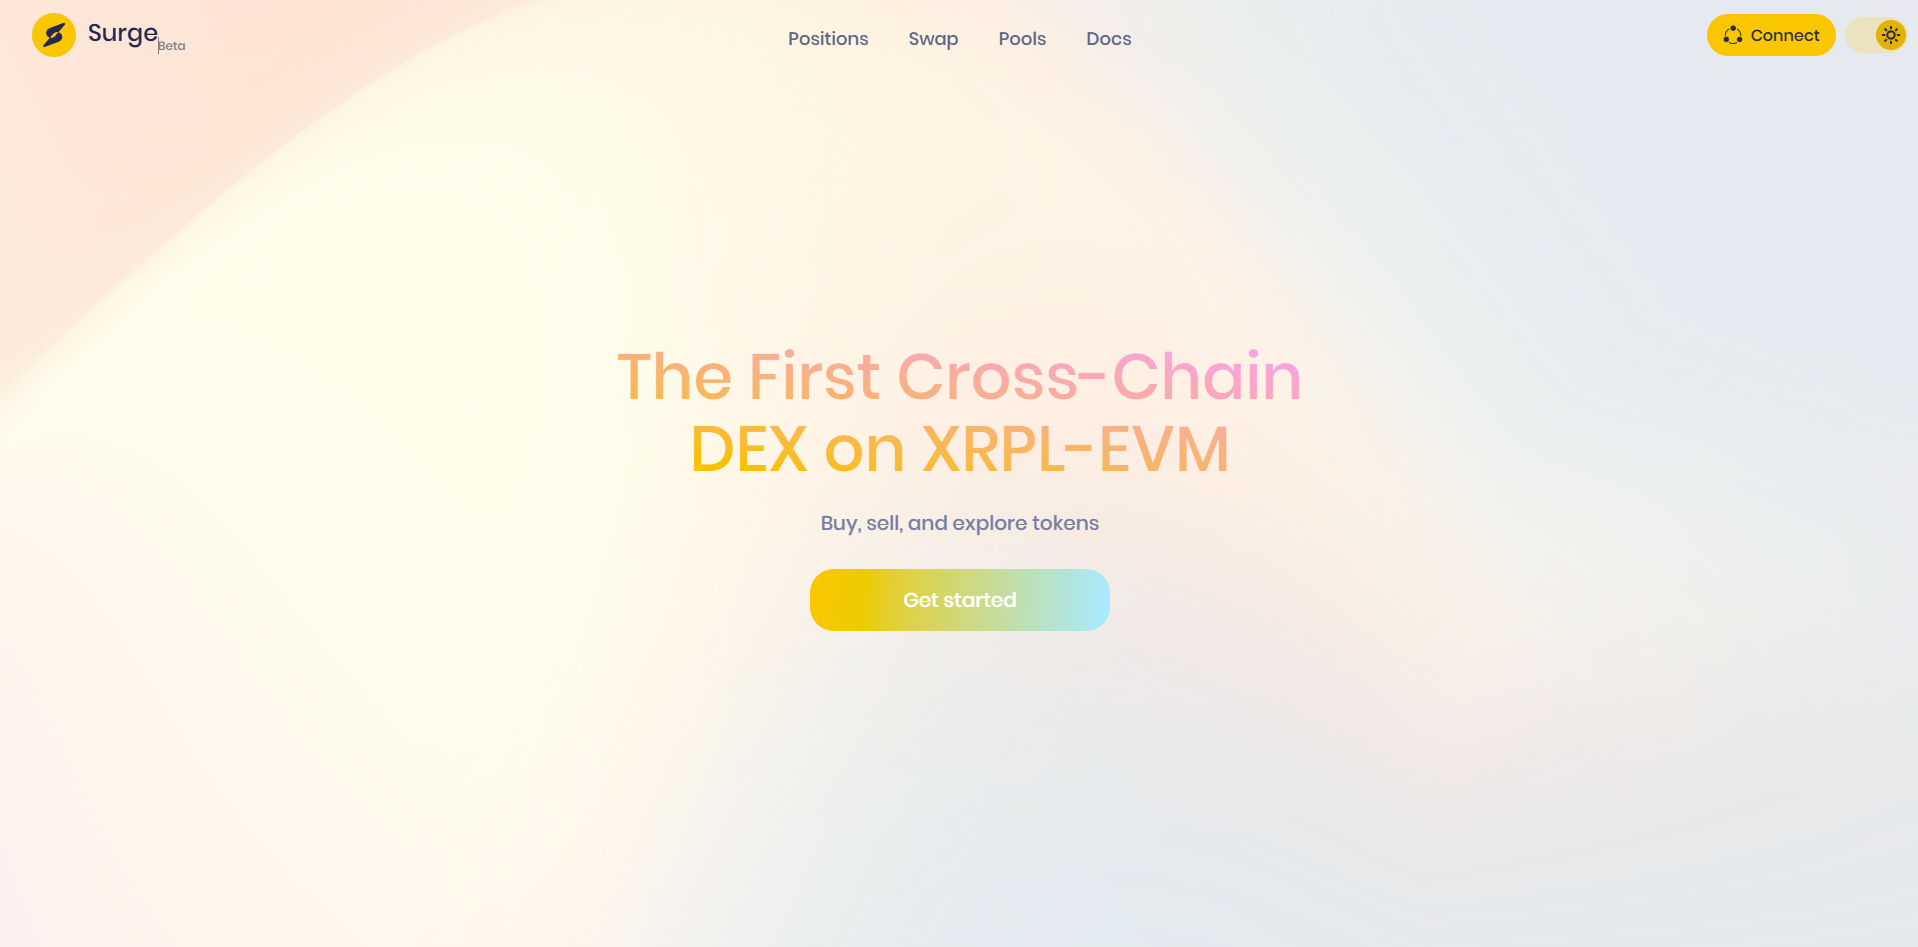 Surge
Beta
Positions
Swap
Pools
Docs
Connect
The First Cross-Chain
DEX on XRPL-EVM
Buy, sell, and explore tokens
Get started